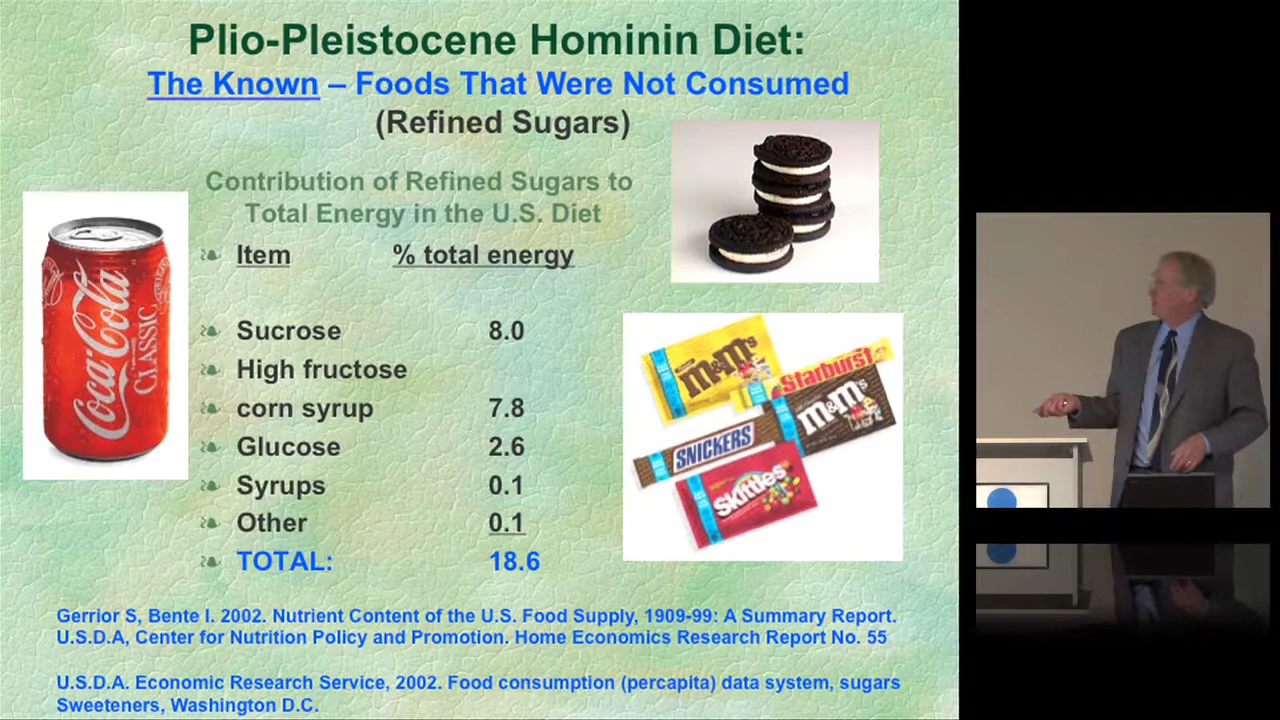 Plio-Pleistocene Hominin Diet:
The Known – Foods That Were Not Consumed
(Refined Sugars)
Contribution of Refined Sugars to
Total Energy in the U.S. Diet
Item % total energy
Sucrose 8.0
High fructose
corn syrup 7.8
Glucose 2.6
Syrups 0.1
Other 0.1
TOTAL: 18.6
Coca-Cola
CLASSIC
m&m's
Starburst
m&m's
SNICKERS
Skittles
Gerrior S, Bente I. 2002. Nutrient Content of the U.S. Food Supply, 1909-99: A Summary Report.
U.S.D.A, Center for Nutrition Policy and Promotion. Home Economics Research Report No. 55
U.S.D.A. Economic Research Service, 2002. Food consumption (percapita) data system, sugars
Sweeteners, Washington D.C.